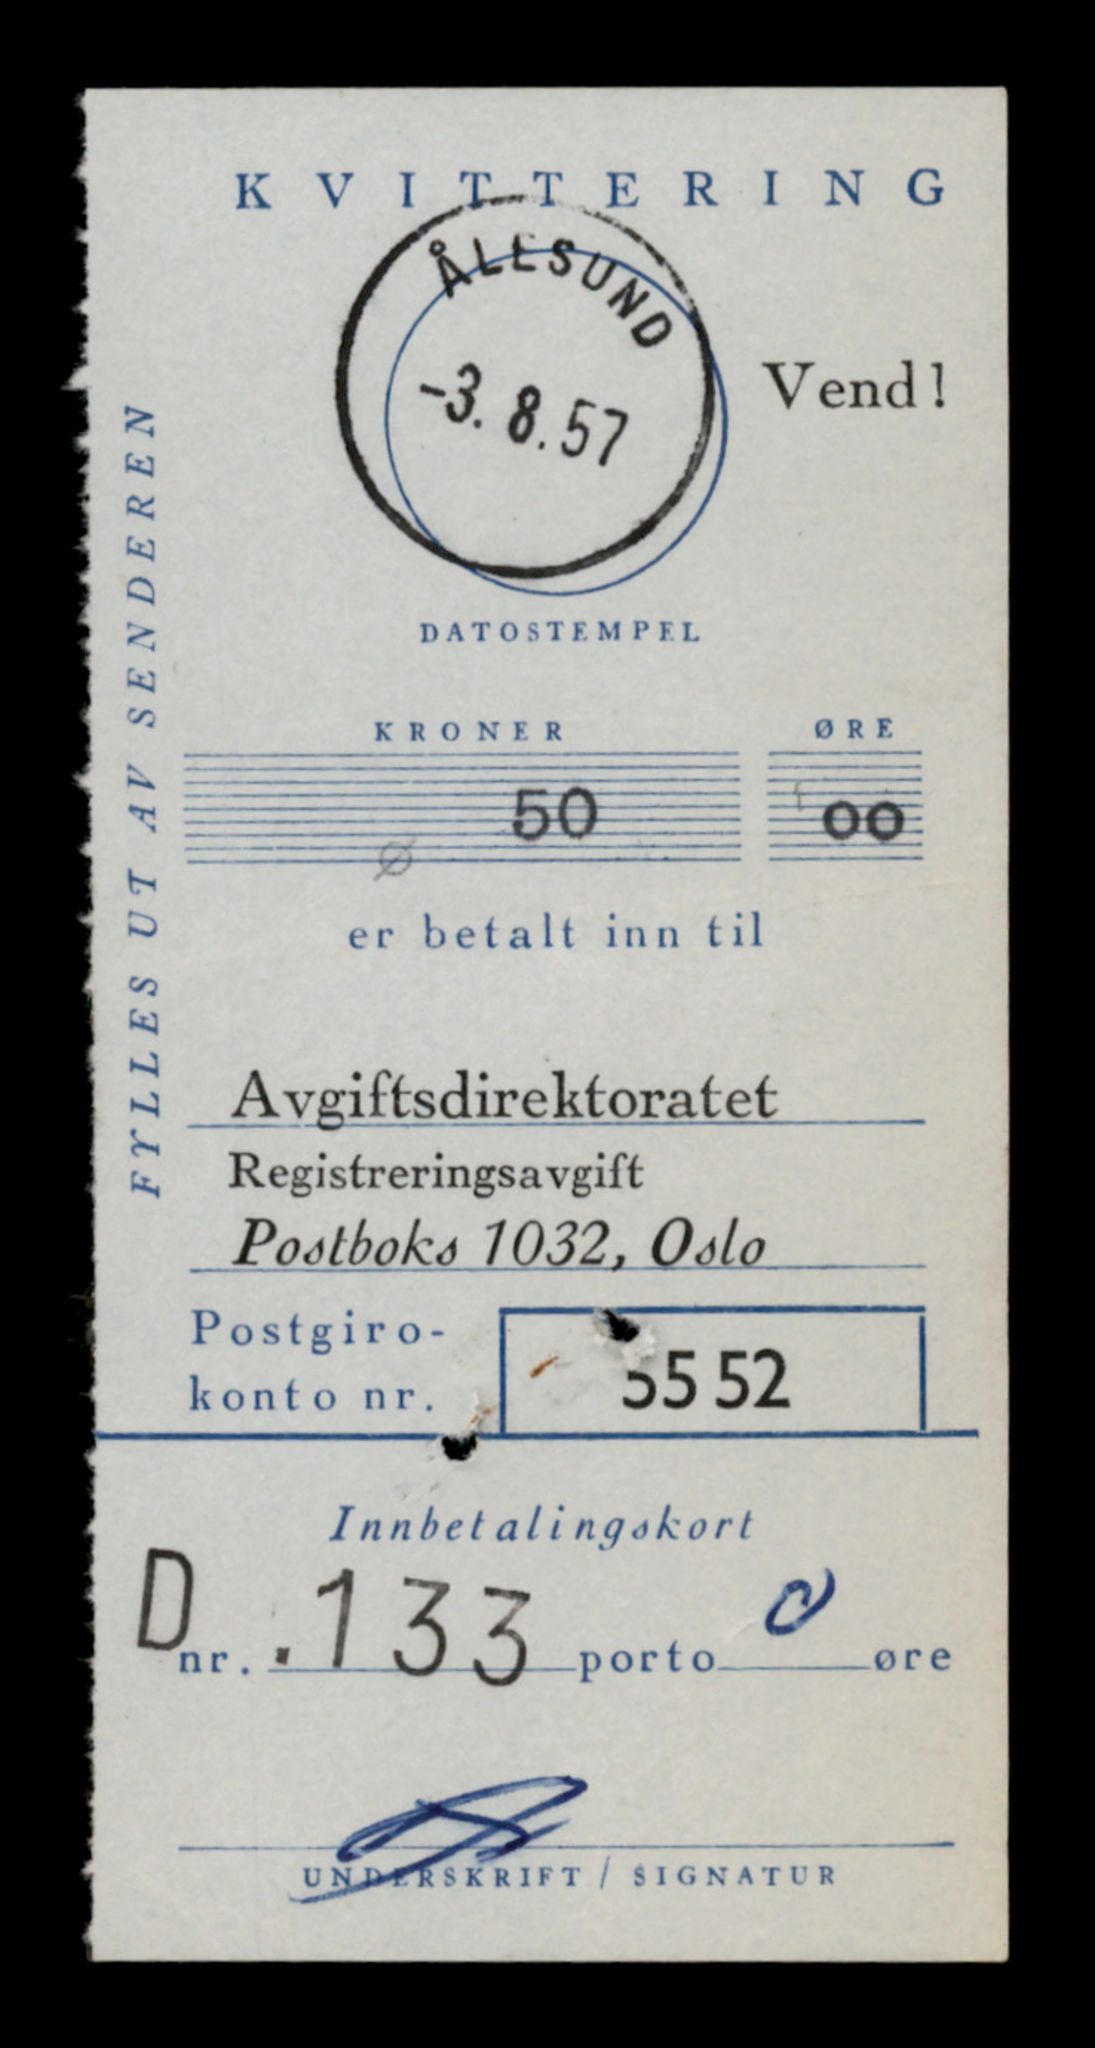 KVITTERING
ÅLLSUND
-3. 8. 57
Vend!
DATOSTEMPEL
FYLLES UT AV SENDEREN
KRONER ØRE
50 00
er betalt inn til
Avgiftsdirektoratet
Registreringsavgift
Postboks 1032, Oslo
Postgiro-
konto nr. 5552
Innbetalingskort
D nr. .133 porto 0 øre
UNDERSKRIFT / SIGNATUR